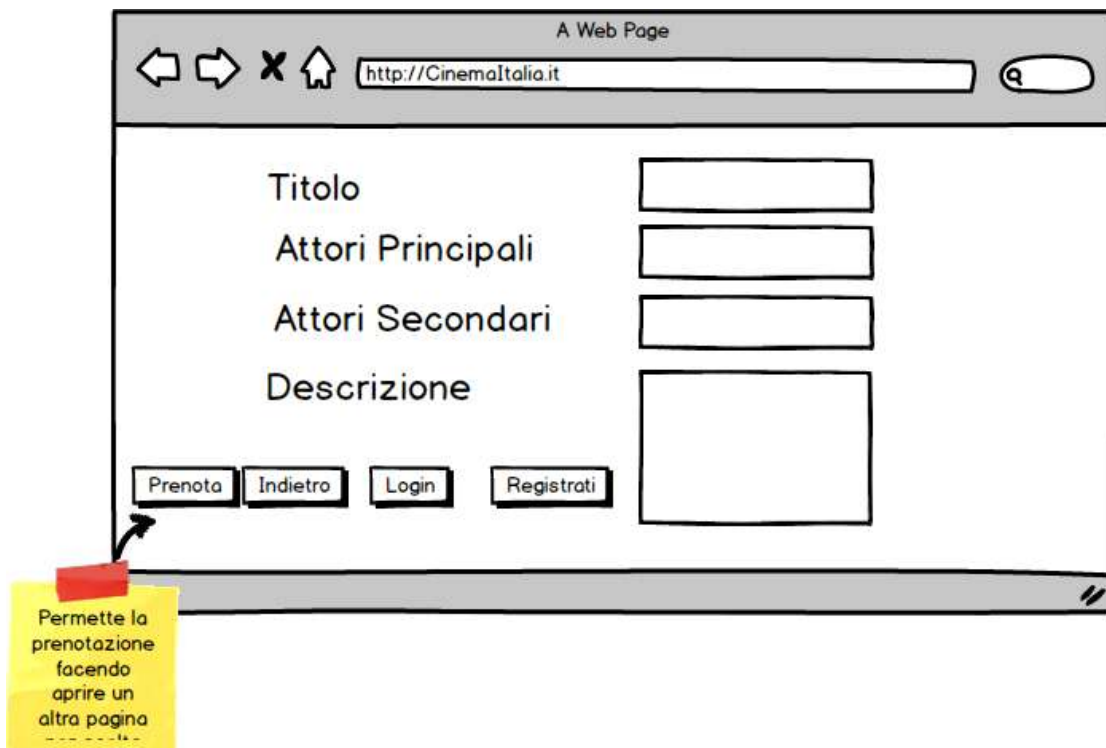 A Web Page
http://CinemaItalia.it
Titolo
Attori Principali
Attori Secondari
Descrizione
Prenota Indietro Login Registrati
Permette la
prenotazione
facendo
aprire un
altra pagina